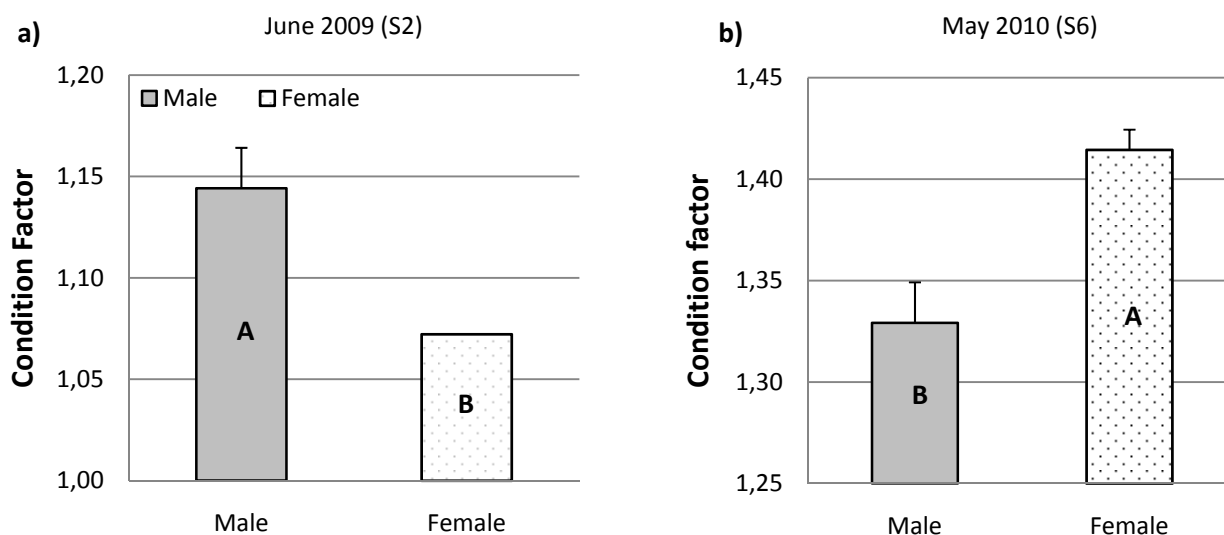 a)
June 2009 (S2)
Male Female
Condition Factor
1,20
1,15
1,10
1,05
1,00
A
B
Male Female
b)
May 2010 (S6)
Condition factor
1,45
1,40
1,35
1,30
1,25
B
A
Male Female